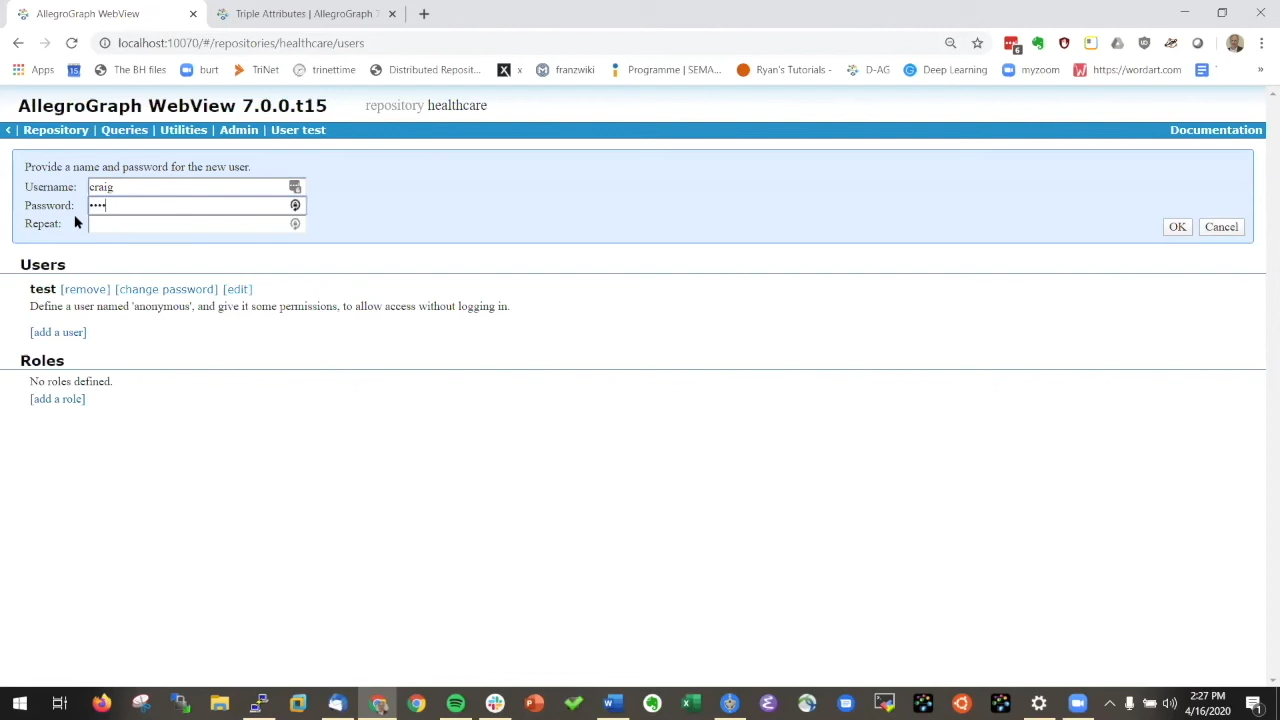 AllegroGraph WebView
Triple Attributes | AllegroGraph 7
localhost:10070/#/repositories/healthcare/users
6
Apps
15
The BH files
burt
TriNet
trinettime
Distributed Reposit...
X x
franzwiki
Programme | SEMA...
Ryan's Tutorials -
D-AG
Deep Learning
myzoom
https://wordart.com
»
AllegroGraph WebView 7.0.0.t15 repository healthcare
‹ | Repository | Queries | Utilities | Admin | User test
Documentation
Provide a name and password for the new user.
Username: craig
Password: ••••
Repeat:
OK Cancel
Users
test [remove] [change password] [edit]
Define a user named 'anonymous', and give it some permissions, to allow access without logging in.
[add a user]
Roles
No roles defined.
[add a role]
2:27 PM
4/16/2020
1